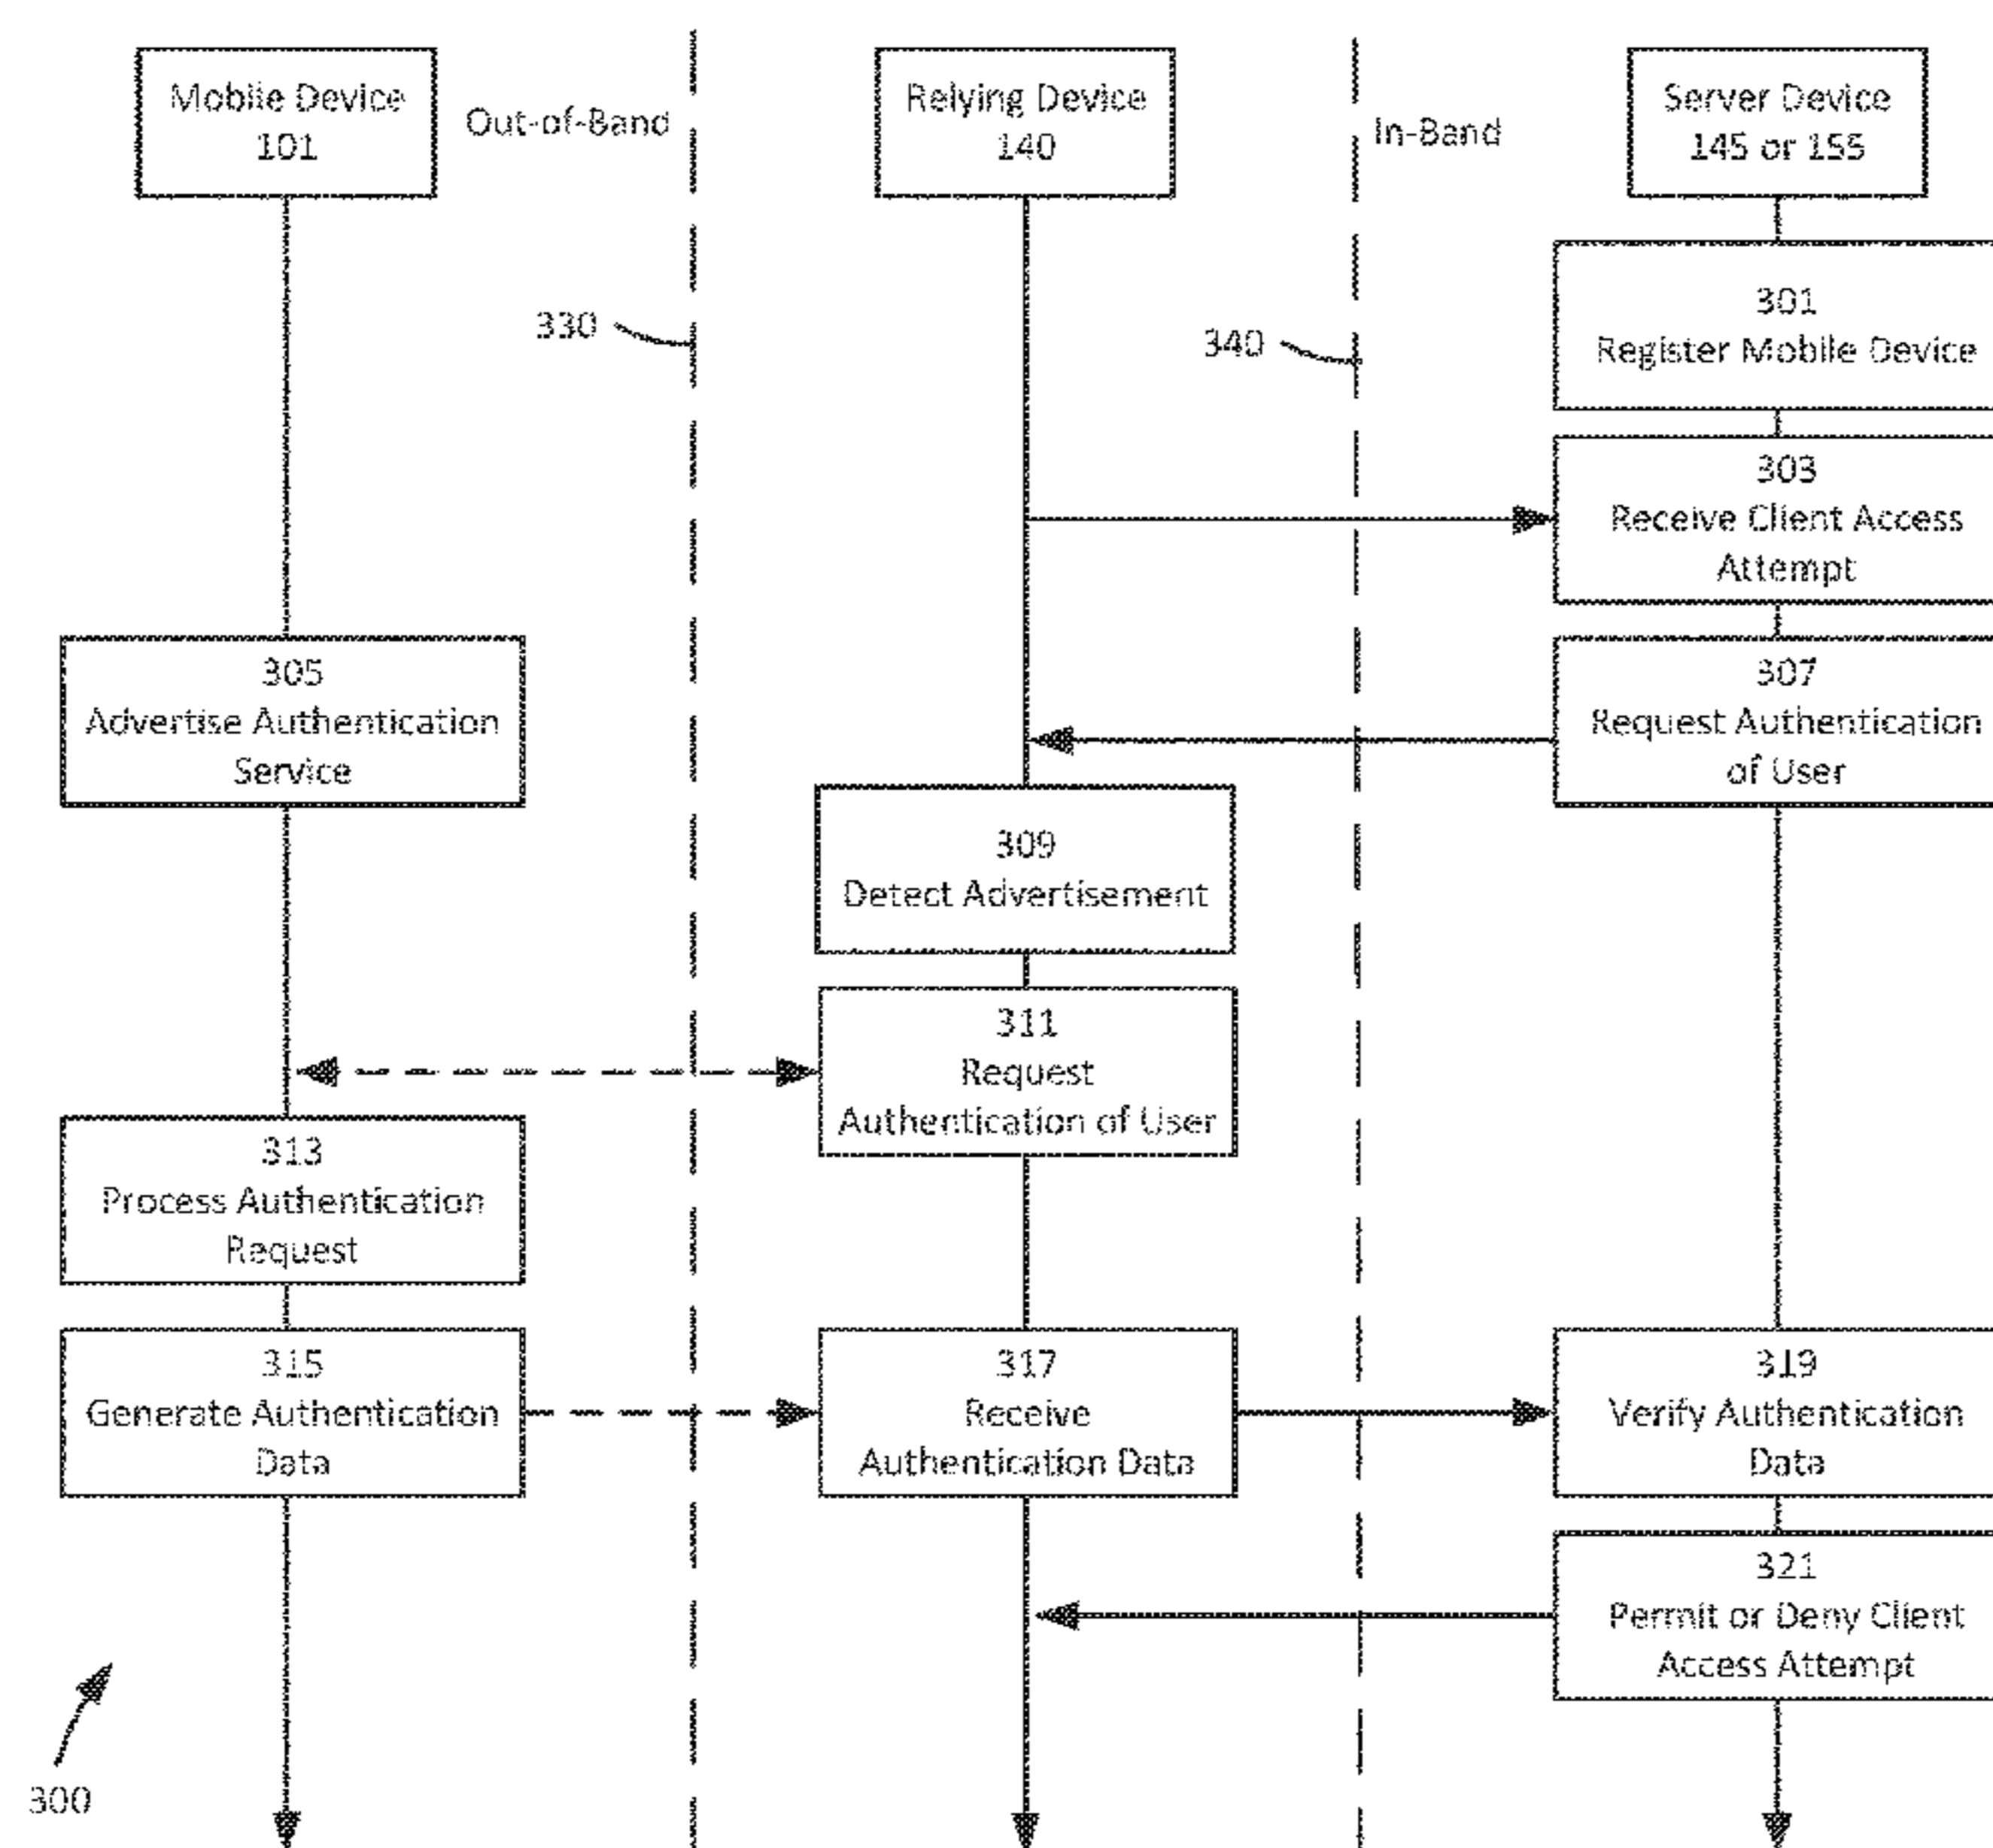 Mobile Device
101
Out-of-Band
Relying Device
140
In-Band
Server Device
145 or 155
330
340
301
Register Mobile Device
303
Receive Client Access
Attempt
305
Advertise Authentication
Service
307
Request Authentication
of User
309
Detect Advertisement
311
Request
Authentication of User
313
Process Authentication
Request
315
Generate Authentication
Data
317
Receive
Authentication Data
319
Verify Authentication
Data
321
Permit or Deny Client
Access Attempt
300